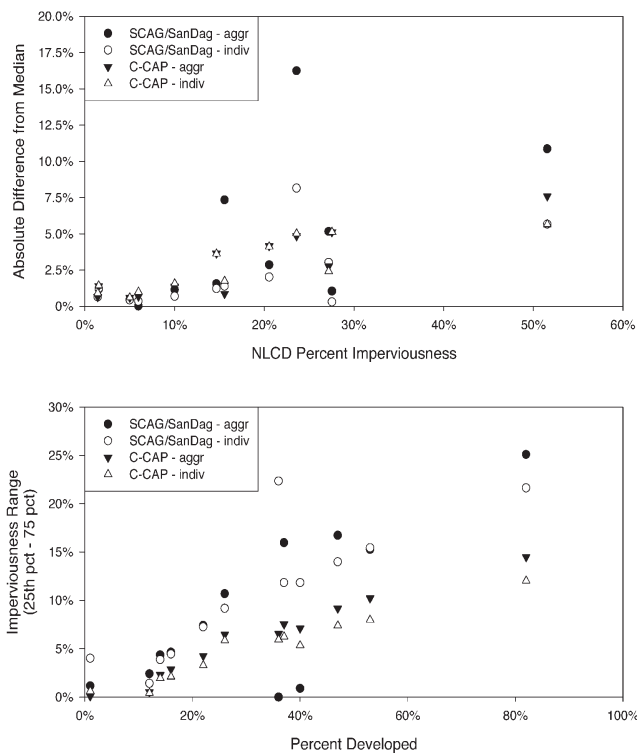 20.0%
17.5%
15.0%
12.5%
10.0%
7.5%
5.0%
2.5%
0%
Absolute Difference from Median
SCAG/SanDag - aggr
SCAG/SanDag - indiv
C-CAP - aggr
C-CAP - indiv
0% 10% 20% 30% 40% 50% 60%
NLCD Percent Imperviousness
30%
25%
20%
15%
10%
5%
0%
Imperviousness Range
(25th pct - 75 pct)
SCAG/SanDag - aggr
SCAG/SanDag - indiv
C-CAP - aggr
C-CAP - indiv
0% 20% 40% 60% 80% 100%
Percent Developed